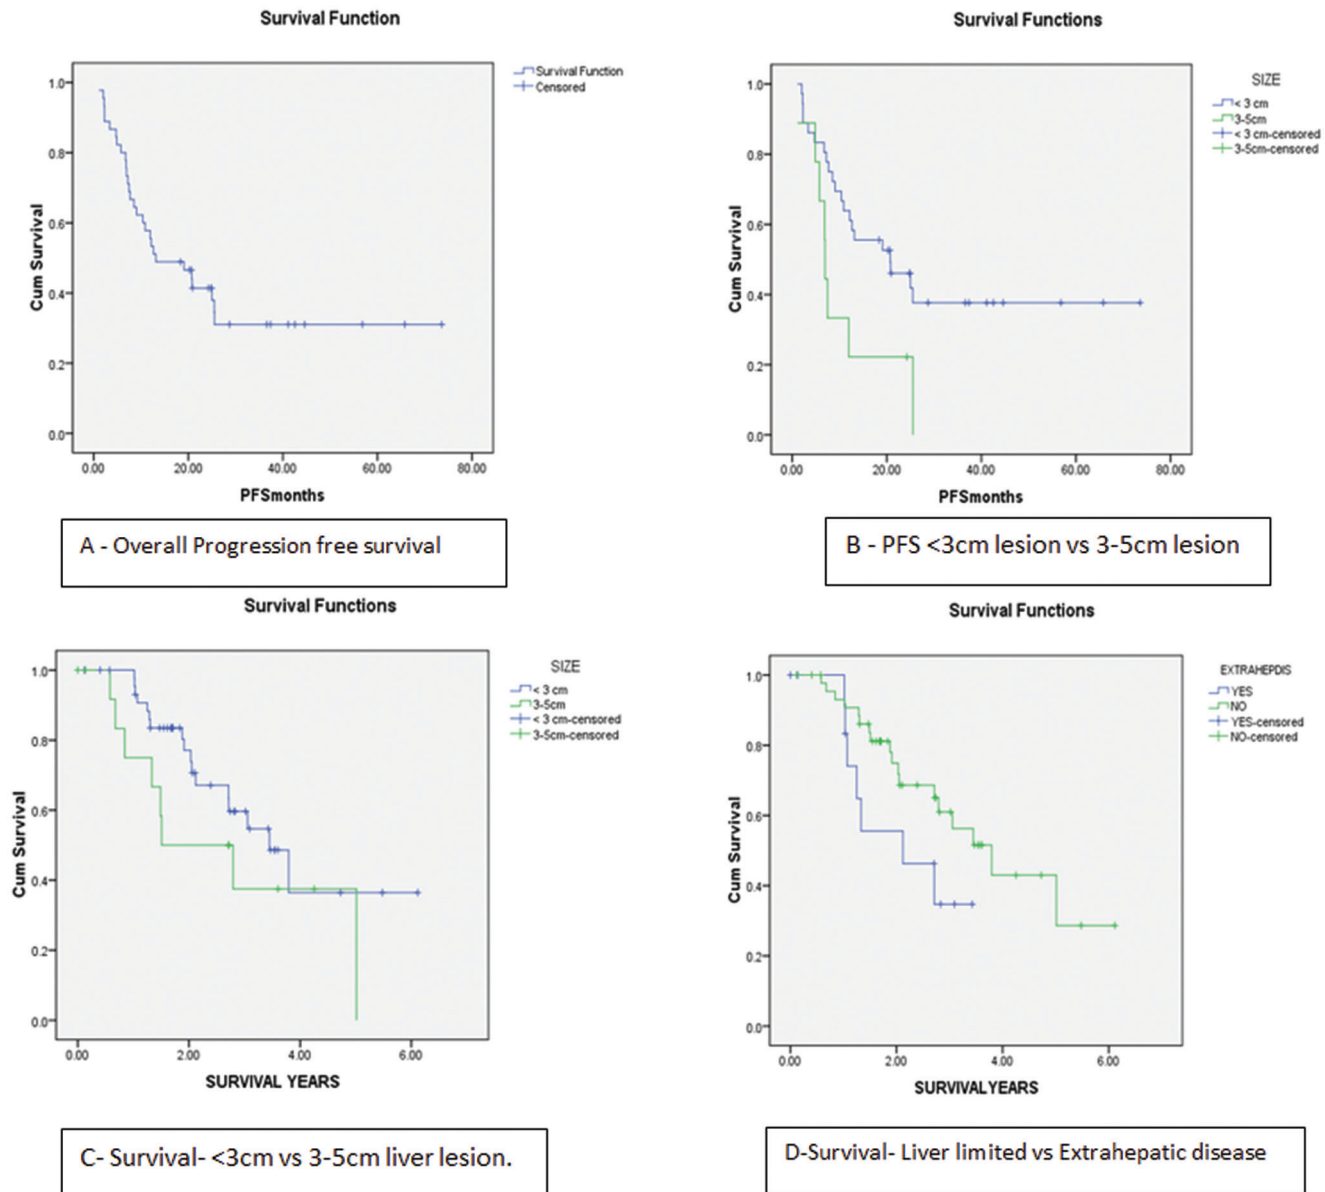 Survival Function
1.0
0.8
0.6
0.4
0.2
0.0
Cum Survival
0.00 20.00 40.00 60.00 80.00
PFSmonths
Survival Function
Censored
A - Overall Progression free survival
Survival Functions
1.0
0.8
0.6
0.4
0.2
0.0
Cum Survival
0.00 20.00 40.00 60.00 80.00
PFSmonths
SIZE
< 3 cm
3-5cm
< 3 cm-censored
3-5cm-censored
B - PFS <3cm lesion vs 3-5cm lesion
Survival Functions
1.0
0.8
0.6
0.4
0.2
0.0
Cum Survival
0.00 2.00 4.00 6.00
SURVIVAL YEARS
SIZE
< 3 cm
3-5cm
< 3 cm-censored
3-5cm-censored
C- Survival- <3cm vs 3-5cm liver lesion.
Survival Functions
1.0
0.8
0.6
0.4
0.2
0.0
Cum Survival
0.00 2.00 4.00 6.00
SURVIVALYEARS
EXTRAHEPDIS
YES
NO
YES-censored
NO-censored
D-Survival- Liver limited vs Extrahepatic disease